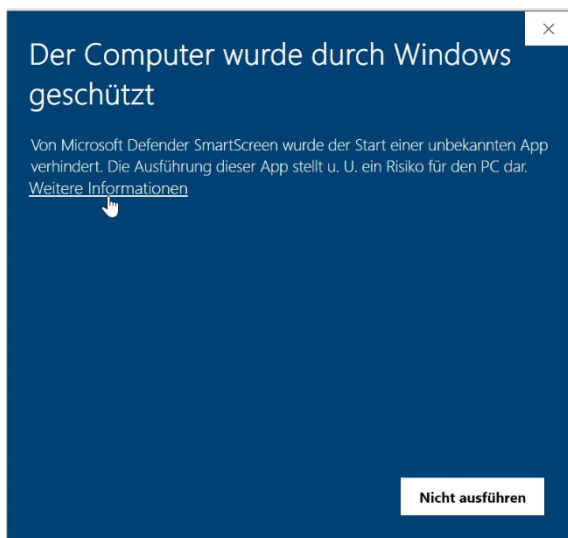 Der Computer wurde durch Windows
geschützt
Von Microsoft Defender SmartScreen wurde der Start einer unbekannten App
verhindert. Die Ausführung dieser App stellt u. U. ein Risiko für den PC dar.
Weitere Informationen
Nicht ausführen